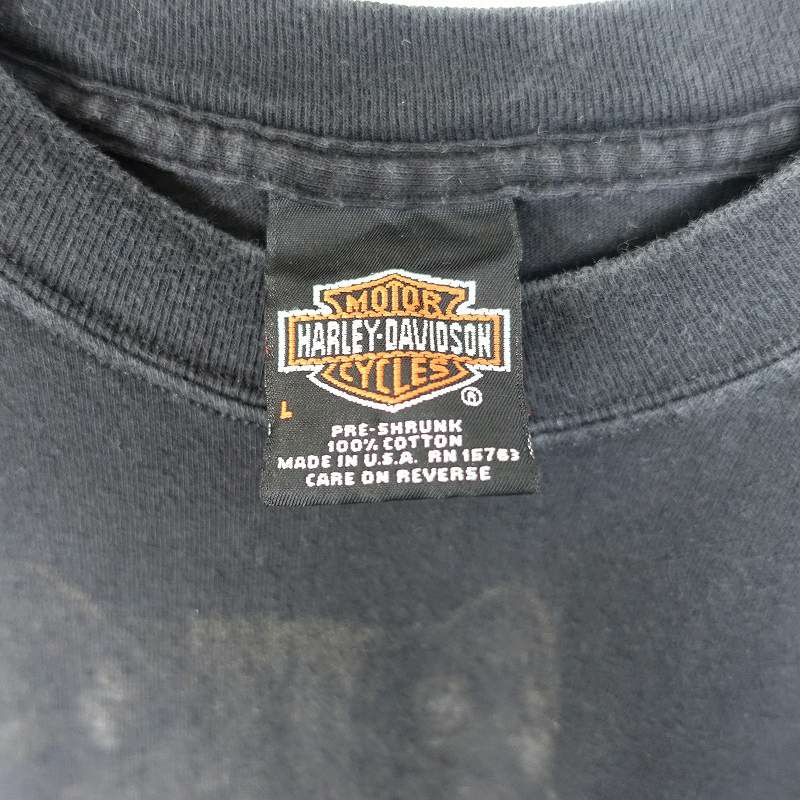 MOTOR
HARLEY-DAVIDSON
CYCLES
®
L
PRE-SHRUNK
100% COTTON
MADE IN U.S.A. RN 15763
CARE ON REVERSE